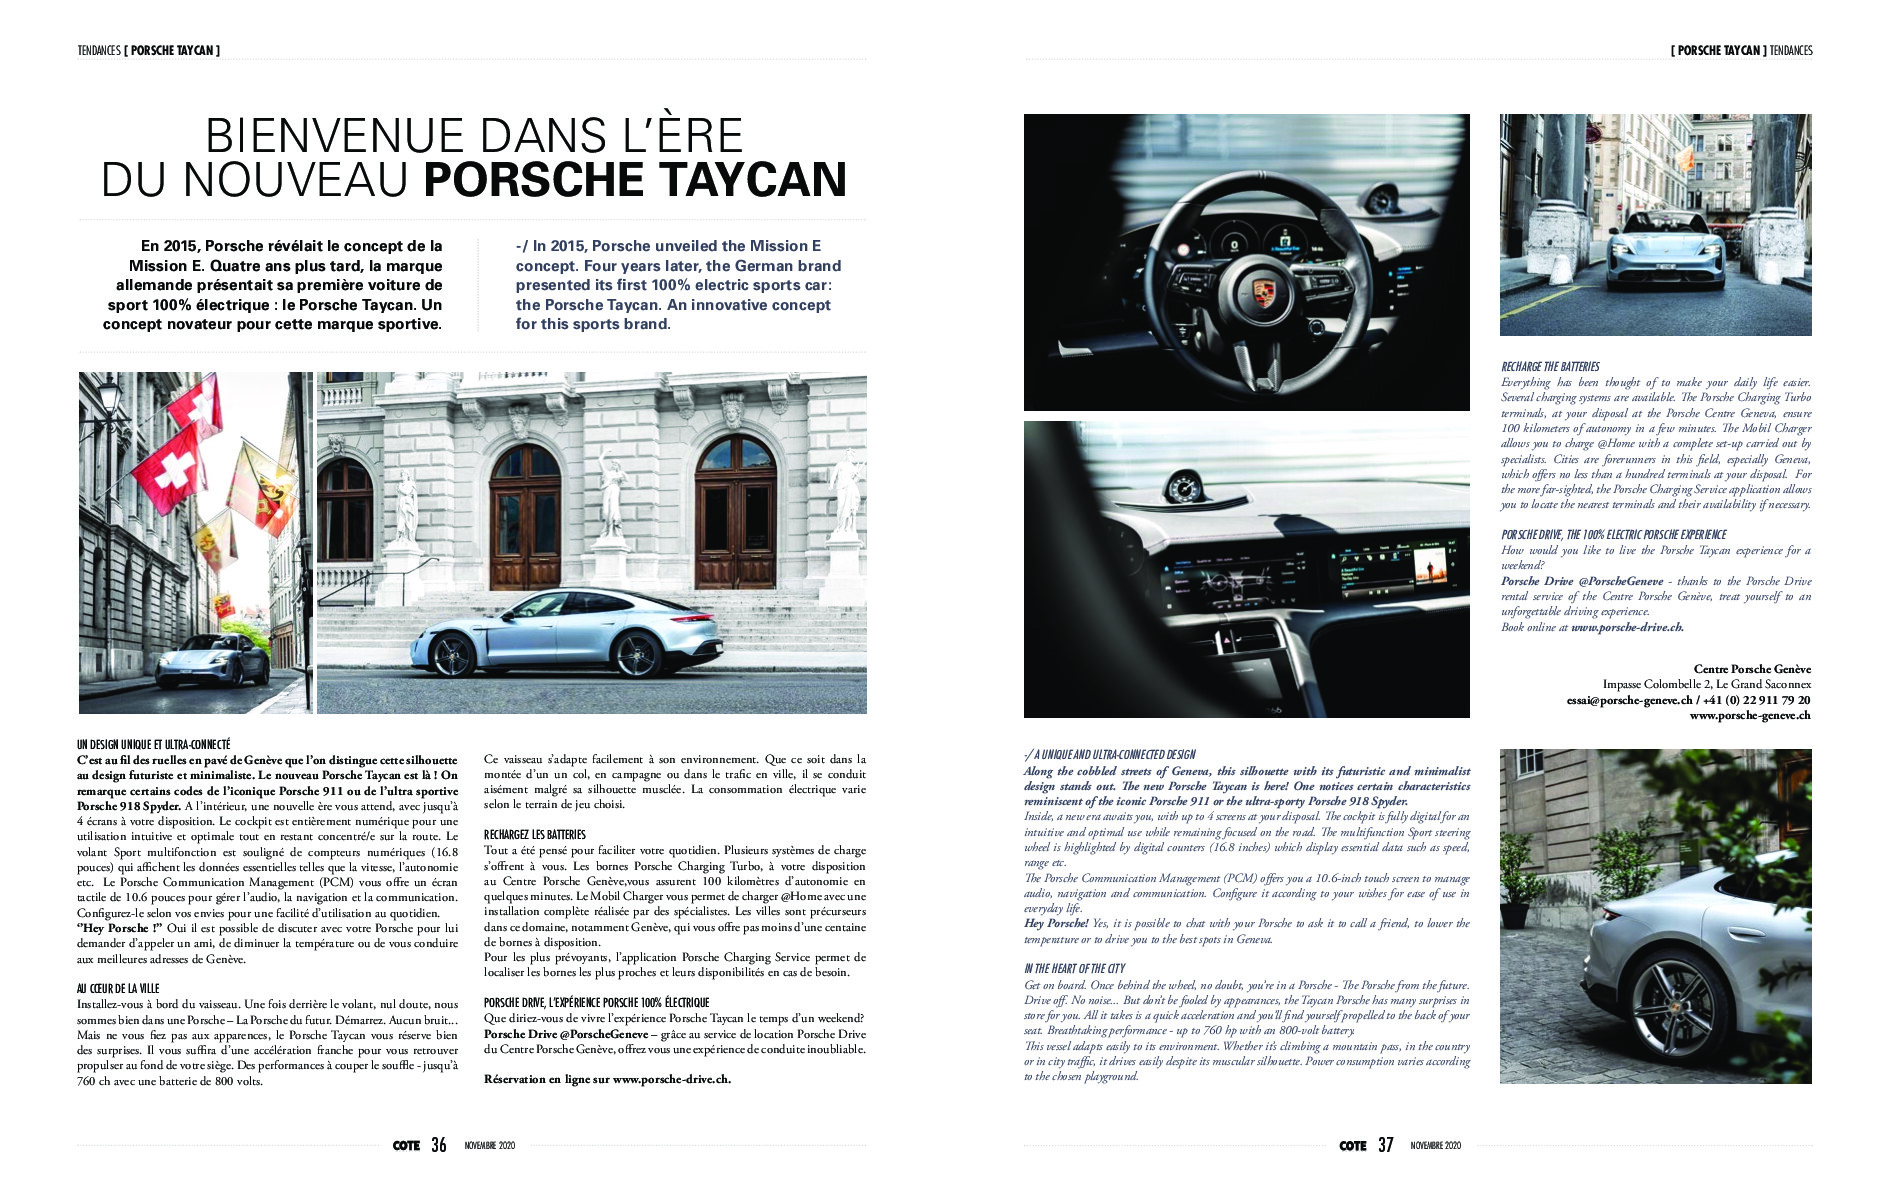 TENDANCES [ PORSCHE TAYCAN ]
BIENVENUE DANS L'ÈRE
DU NOUVEAU PORSCHE TAYCAN
En 2015, Porsche révélait le concept de la
Mission E. Quatre ans plus tard, la marque
allemande présentait sa première voiture de
sport 100% électrique : le Porsche Taycan. Un
concept novateur pour cette marque sportive.
-/ In 2015, Porsche unveiled the Mission E
concept. Four years later, the German brand
presented its first 100% electric sports car:
the Porsche Taycan. An innovative concept
for this sports brand.
UN DESIGN UNIQUE ET ULTRA-CONNECTÉ
C'est au fil des ruelles en pavé de Genève que l'on distingue cette silhouette
au design futuriste et minimaliste. Le nouveau Porsche Taycan est là ! On
remarque certains codes de l'iconique Porsche 911 ou de l'ultra sportive
Porsche 918 Spyder. A l'intérieur, une nouvelle ère vous attend, avec jusqu'à
4 écrans à votre disposition. Le cockpit est entièrement numérique pour une
utilisation intuitive et optimale tout en restant concentré/e sur la route. Le
volant Sport multifonction est souligné de compteurs numériques (16.8
pouces) qui affichent les données essentielles telles que la vitesse, l'autonomie
etc. Le Porsche Communication Management (PCM) vous offre un écran
tactile de 10.6 pouces pour gérer l'audio, la navigation et la communication.
Configurez-le selon vos envies pour une facilité d'utilisation au quotidien.
"Hey Porsche !" Oui il est possible de discuter avec votre Porsche pour lui
demander d'appeler un ami, de diminuer la température ou de vous conduire
aux meilleures adresses de Genève.
AU CŒUR DE LA VILLE
Installez-vous à bord du vaisseau. Une fois derrière le volant, nul doute, nous
sommes bien dans une Porsche – La Porsche du futur. Démarrez. Aucun bruit...
Mais ne vous fiez pas aux apparences, le Porsche Taycan vous réserve bien
des surprises. Il vous suffira d'une accélération franche pour vous retrouver
propulser au fond de votre siège. Des performances à couper le souffle - jusqu'à
760 ch avec une batterie de 800 volts.
Ce vaisseau s'adapte facilement à son environnement. Que ce soit dans la
montée d'un un col, en campagne ou dans le trafic en ville, il se conduit
aisément malgré sa silhouette musclée. La consommation électrique varie
selon le terrain de jeu choisi.
RECHARGEZ LES BATTERIES
Tout a été pensé pour faciliter votre quotidien. Plusieurs systèmes de charge
s'offrent à vous. Les bornes Porsche Charging Turbo, à votre disposition
au Centre Porsche Genève,vous assurent 100 kilomètres d'autonomie en
quelques minutes. Le Mobil Charger vous permet de charger @Home avec une
installation complète réalisée par des spécialistes. Les villes sont précurseurs
dans ce domaine, notamment Genève, qui vous offre pas moins d'une centaine
de bornes à disposition.
Pour les plus prévoyants, l'application Porsche Charging Service permet de
localiser les bornes les plus proches et leurs disponibilités en cas de besoin.
PORSCHE DRIVE, L'EXPÉRIENCE PORSCHE 100% ÉLECTRIQUE
Que diriez-vous de vivre l'expérience Porsche Taycan le temps d'un weekend?
Porsche Drive @PorscheGeneve – grâce au service de location Porsche Drive
du Centre Porsche Genève, offrez vous une expérience de conduite inoubliable.
Réservation en ligne sur www.porsche-drive.ch.
COTE 36 NOVEMBRE 2020
[ PORSCHE TAYCAN ] TENDANCES
-/ A UNIQUE AND ULTRA-CONNECTED DESIGN
Along the cobbled streets of Geneva, this silhouette with its futuristic and minimalist
design stands out. The new Porsche Taycan is here! One notices certain characteristics
reminiscent of the iconic Porsche 911 or the ultra-sporty Porsche 918 Spyder.
Inside, a new era awaits you, with up to 4 screens at your disposal. The cockpit is fully digital for an
intuitive and optimal use while remaining focused on the road. The multifunction Sport steering
wheel is highlighted by digital counters (16.8 inches) which display essential data such as speed,
range etc.
The Porsche Communication Management (PCM) offers you a 10.6-inch touch screen to manage
audio, navigation and communication. Configure it according to your wishes for ease of use in
everyday life.
Hey Porsche! Yes, it is possible to chat with your Porsche to ask it to call a friend, to lower the
temperature or to drive you to the best spots in Geneva.
IN THE HEART OF THE CITY
Get on board. Once behind the wheel, no doubt, you're in a Porsche - The Porsche from the future.
Drive off. No noise... But don't be fooled by appearances, the Taycan Porsche has many surprises in
store for you. All it takes is a quick acceleration and you'll find yourself propelled to the back of your
seat. Breathtaking performance - up to 760 hp with an 800-volt battery.
This vessel adapts easily to its environment. Whether it's climbing a mountain pass, in the country
or in city traffic, it drives easily despite its muscular silhouette. Power consumption varies according
to the chosen playground.
RECHARGE THE BATTERIES
Everything has been thought of to make your daily life easier.
Several charging systems are available. The Porsche Charging Turbo
terminals, at your disposal at the Porsche Centre Geneva, ensure
100 kilometers of autonomy in a few minutes. The Mobil Charger
allows you to charge @Home with a complete set-up carried out by
specialists. Cities are forerunners in this field, especially Geneva,
which offers no less than a hundred terminals at your disposal. For
the more far-sighted, the Porsche Charging Service application allows
you to locate the nearest terminals and their availability if necessary.
PORSCHE DRIVE, THE 100% ELECTRIC PORSCHE EXPERIENCE
How would you like to live the Porsche Taycan experience for a
weekend?
Porsche Drive @PorscheGeneve - thanks to the Porsche Drive
rental service of the Centre Porsche Genève, treat yourself to an
unforgettable driving experience.
Book online at www.porsche-drive.ch.
Centre Porsche Genève
Impasse Colombelle 2, Le Grand Saconnex
essai@porsche-geneve.ch / +41 (0) 22 911 79 20
www.porsche-geneve.ch
COTE 37 NOVEMBRE 2020